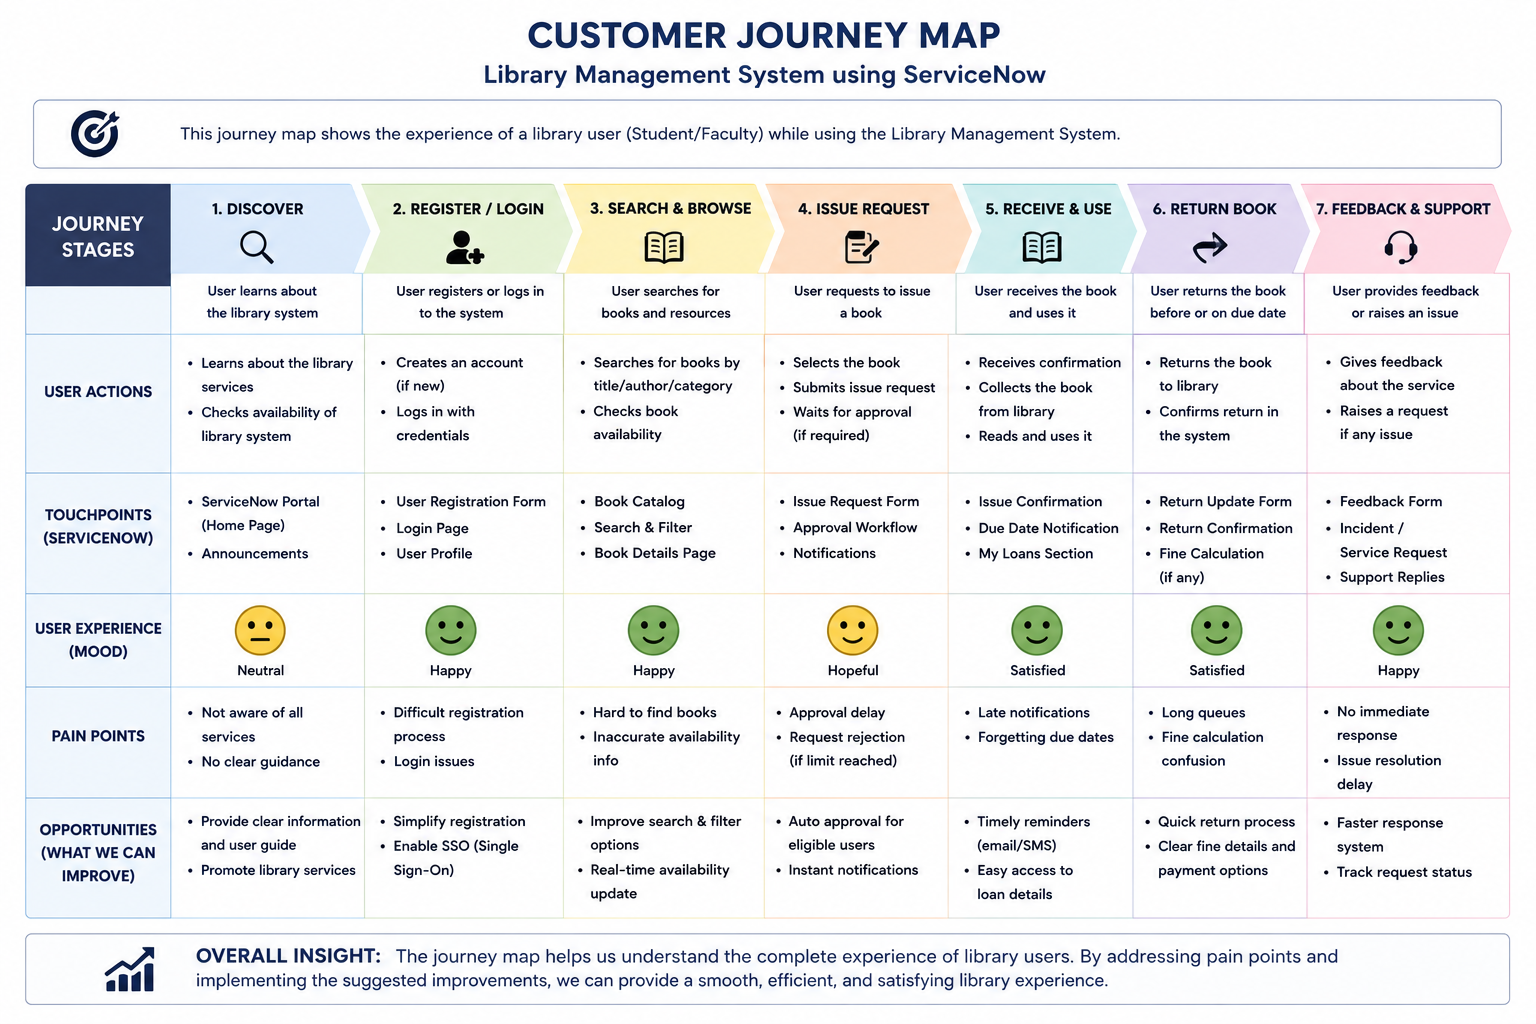 CUSTOMER JOURNEY MAP
Library Management System using ServiceNow
This journey map shows the experience of a library user (Student/Faculty) while using the Library Management System.
JOURNEY
STAGES
1. DISCOVER
2. REGISTER / LOGIN
3. SEARCH & BROWSE
4. ISSUE REQUEST
5. RECEIVE & USE
6. RETURN BOOK
7. FEEDBACK & SUPPORT
User learns about
the library system
User registers or logs in
to the system
User searches for
books and resources
User requests to issue
a book
User receives the book
and uses it
User returns the book
before or on due date
User provides feedback
or raises an issue
USER ACTIONS
• Learns about the library
services
• Checks availability of
library system
• Creates an account
(if new)
• Logs in with
credentials
• Searches for books by
title/author/category
• Checks book
availability
• Selects the book
• Submits issue request
• Waits for approval
(if required)
• Receives confirmation
• Collects the book
from library
• Reads and uses it
• Returns the book
to library
• Confirms return in
the system
• Gives feedback
about the service
• Raises a request
if any issue
TOUCHPOINTS
(SERVICENOW)
• ServiceNow Portal
(Home Page)
• Announcements
• User Registration Form
• Login Page
• User Profile
• Book Catalog
• Search & Filter
• Book Details Page
• Issue Request Form
• Approval Workflow
• Notifications
• Issue Confirmation
• Due Date Notification
• My Loans Section
• Return Update Form
• Return Confirmation
• Fine Calculation
(if any)
• Feedback Form
• Incident /
Service Request
• Support Replies
USER EXPERIENCE
(MOOD)
Neutral
Happy
Happy
Hopeful
Satisfied
Satisfied
Happy
PAIN POINTS
• Not aware of all
services
• No clear guidance
• Difficult registration
process
• Login issues
• Hard to find books
• Inaccurate availability
info
• Approval delay
• Request rejection
(if limit reached)
• Late notifications
• Forgetting due dates
• Long queues
• Fine calculation
confusion
• No immediate
response
• Issue resolution
delay
OPPORTUNITIES
(WHAT WE CAN
IMPROVE)
• Provide clear information
and user guide
• Promote library services
• Simplify registration
• Enable SSO (Single
Sign-On)
• Improve search & filter
options
• Real-time availability
update
• Auto approval for
eligible users
• Instant notifications
• Timely reminders
(email/SMS)
• Easy access to
loan details
• Quick return process
• Clear fine details and
payment options
• Faster response
system
• Track request status
OVERALL INSIGHT: The journey map helps us understand the complete experience of library users. By addressing pain points and
implementing the suggested improvements, we can provide a smooth, efficient, and satisfying library experience.